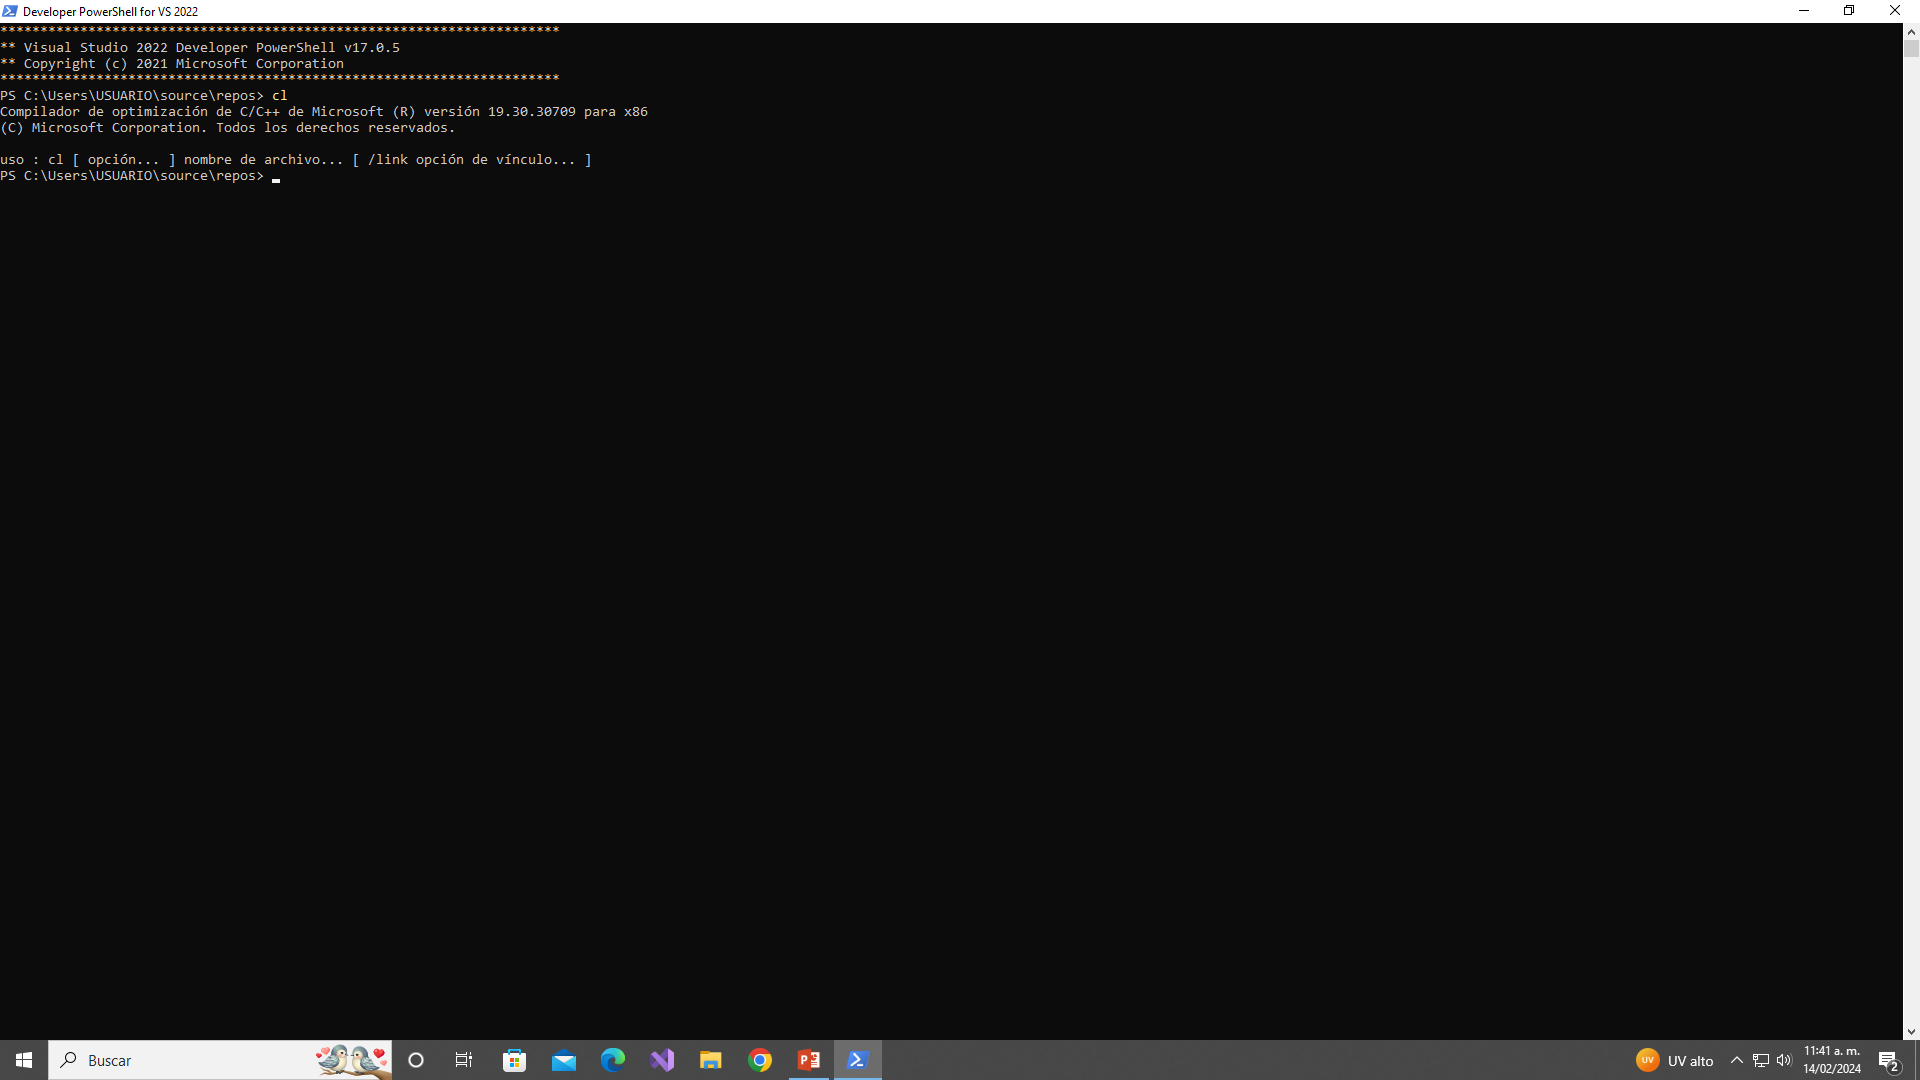 Developer PowerShell for VS 2022
**********************************************************************
** Visual Studio 2022 Developer PowerShell v17.0.5
** Copyright (c) 2021 Microsoft Corporation
**********************************************************************
PS C:\Users\USUARIO\source\repos> cl
Compilador de optimización de C/C++ de Microsoft (R) versión 19.30.30709 para x86
(C) Microsoft Corporation. Todos los derechos reservados.
uso : cl [ opción... ] nombre de archivo... [ /link opción de vínculo... ]
PS C:\Users\USUARIO\source\repos>
Buscar
UV
UV alto
11:41 a. m.
14/02/2024
2